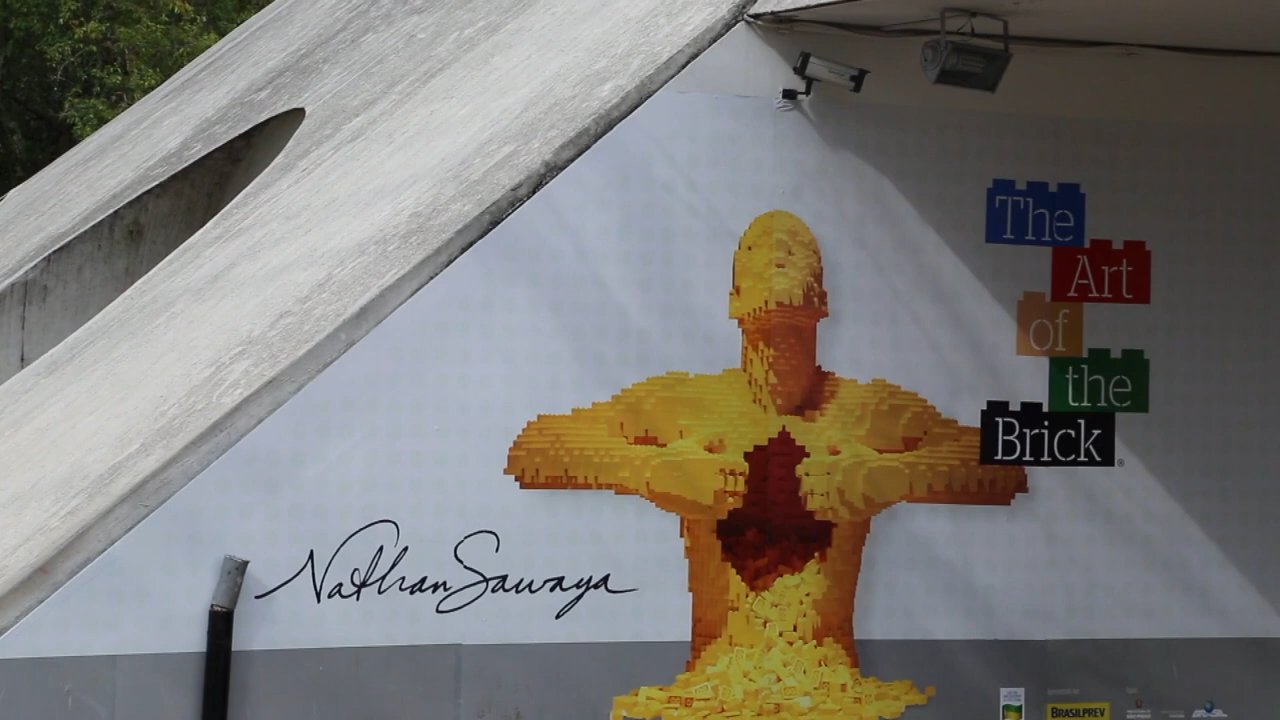 The
Art
of
the
Brick
Nathan Sawaya
BRASILPREV